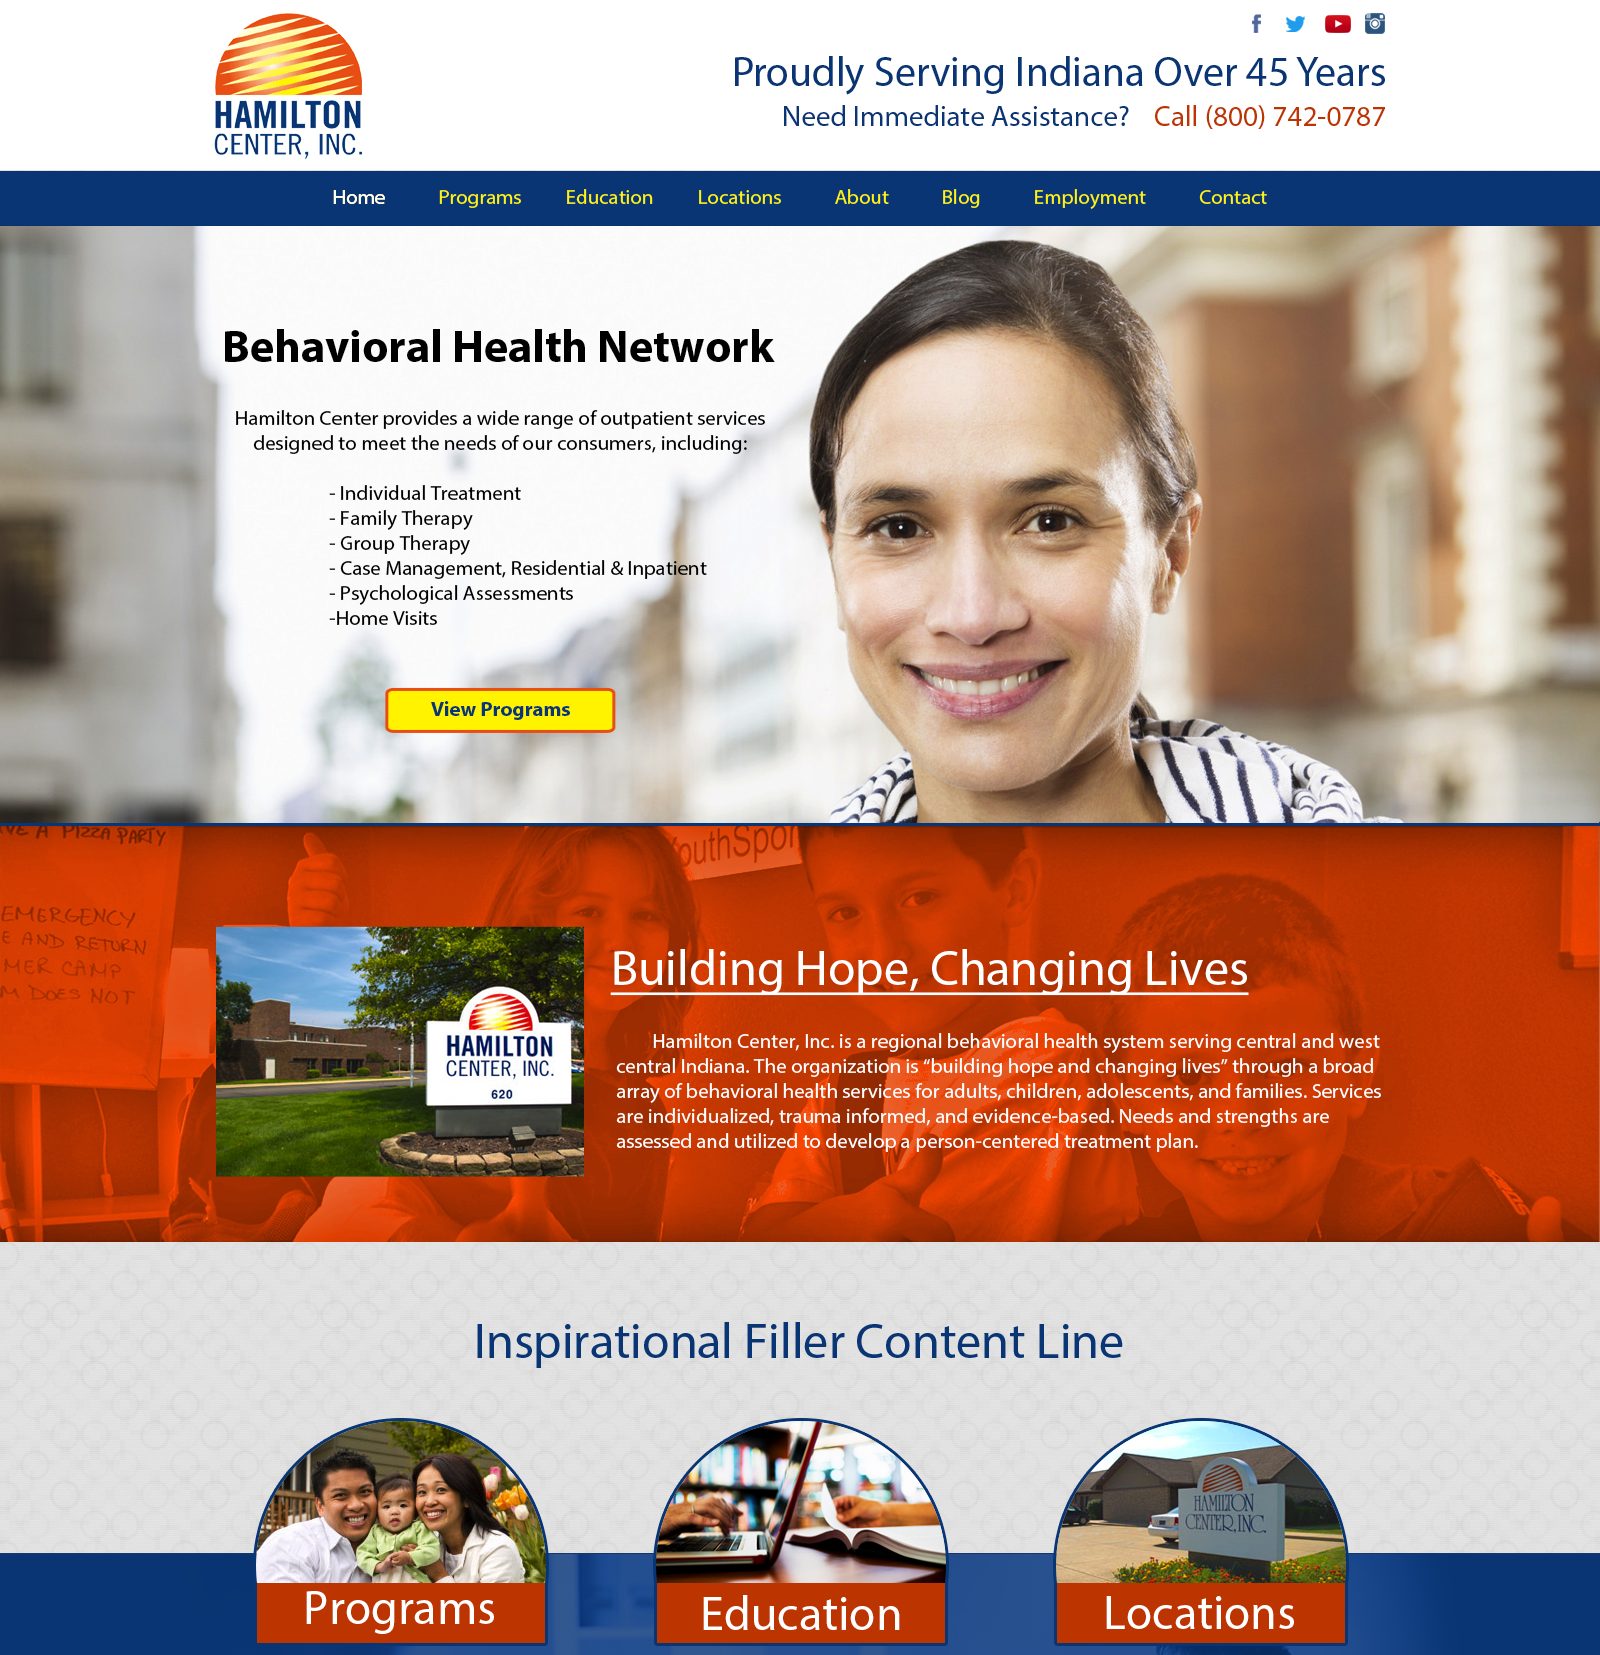 HAMILTON
CENTER, INC.
Proudly Serving Indiana Over 45 Years
Need Immediate Assistance? Call (800) 742-0787
Home Programs Education Locations About Blog Employment Contact
Behavioral Health Network
Hamilton Center provides a wide range of outpatient services
designed to meet the needs of our consumers, including:
- Individual Treatment
- Family Therapy
- Group Therapy
- Case Management, Residential & Inpatient
- Psychological Assessments
-Home Visits
View Programs
A PIZZA PARTY
EMERGENCY
AND RETURN
CAMP
DOES NOT
outhSpor
HAMILTON
CENTER, INC.
620
Building Hope, Changing Lives
Hamilton Center, Inc. is a regional behavioral health system serving central and west
central Indiana. The organization is “building hope and changing lives” through a broad
array of behavioral health services for adults, children, adolescents, and families. Services
are individualized, trauma informed, and evidence-based. Needs and strengths are
assessed and utilized to develop a person-centered treatment plan.
Inspirational Filler Content Line
HAMILTON
CENTER, INC.
Programs
Education
Locations